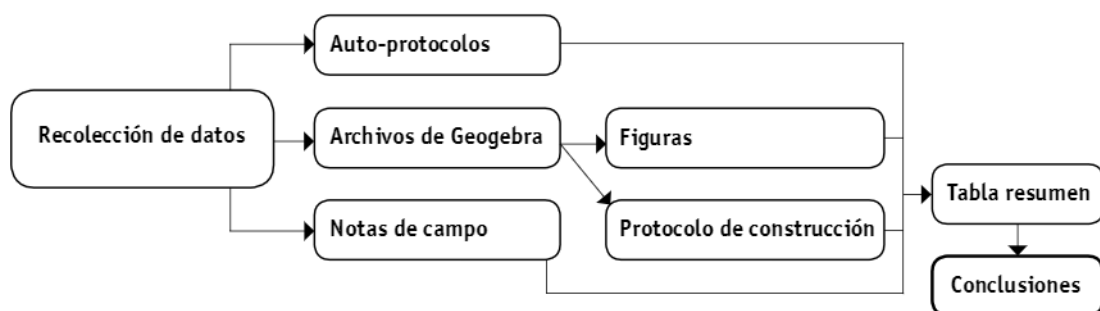 Auto-protocolos
Recolección de datos
Archivos de Geogebra
Figuras
Tabla resumen
Notas de campo
Protocolo de construcción
Conclusiones